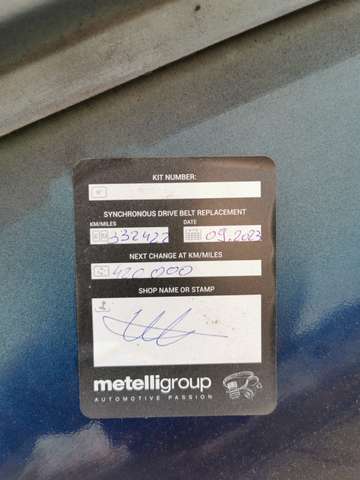 KIT NUMBER:
SYNCHRONOUS DRIVE BELT REPLACEMENT
KM/MILES DATE
332422 09.2023
NEXT CHANGE AT KM/MILES
420 000
SHOP NAME OR STAMP
metelligroup
AUTOMOTIVE PASSION